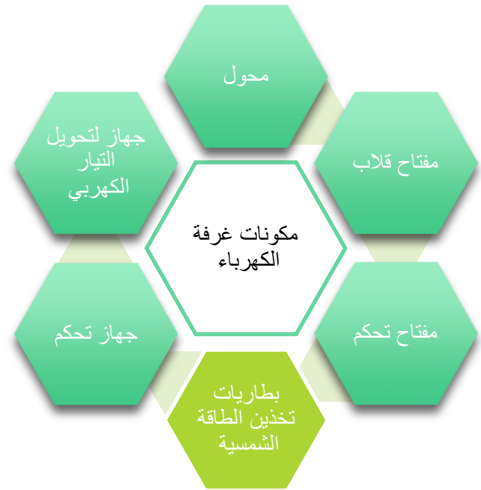 محول
جهاز لتحويل
التيار
الكهربي
مفتاح قلاب
مكونات غرفة
الكهرباء
جهاز تحكم
مفتاح تحكم
بطاريات
تخذين الطاقة
الشمسية